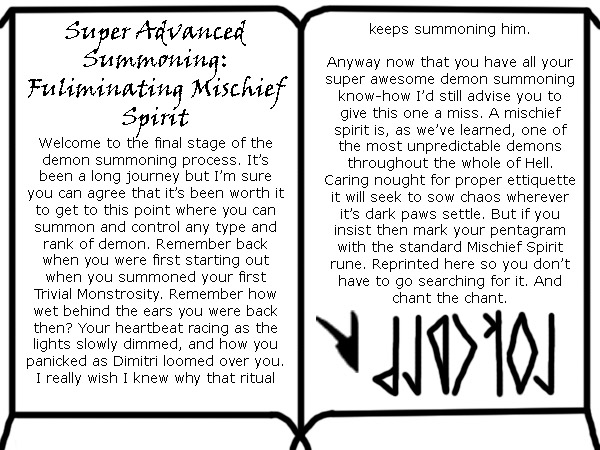 Super Advanced
Summoning:
Fuliminating Mischief
Spirit
Welcome to the final stage of the
demon summoning process. It's
been a long journey but I'm sure
you can agree that it's been worth it
to get to this point where you can
summon and control any type and
rank of demon. Remember back
when you were first starting out
when you summoned your first
Trivial Monstrosity. Remember how
wet behind the ears you were back
then? Your heartbeat racing as the
lights slowly dimmed, and how you
panicked as Dimitri loomed over you.
I really wish I knew why that ritual
keeps summoning him.
Anyway now that you have all your
super awesome demon summoning
know-how I'd still advise you to
give this one a miss. A mischief
spirit is, as we've learned, one of
the most unpredictable demons
throughout the whole of Hell.
Caring nought for proper ettiquette
it will seek to sow chaos wherever
it's dark paws settle. But if you
insist then mark your pentagram
with the standard Mischief Spirit
rune. Reprinted here so you don't
have to go searching for it. And
chant the chant.